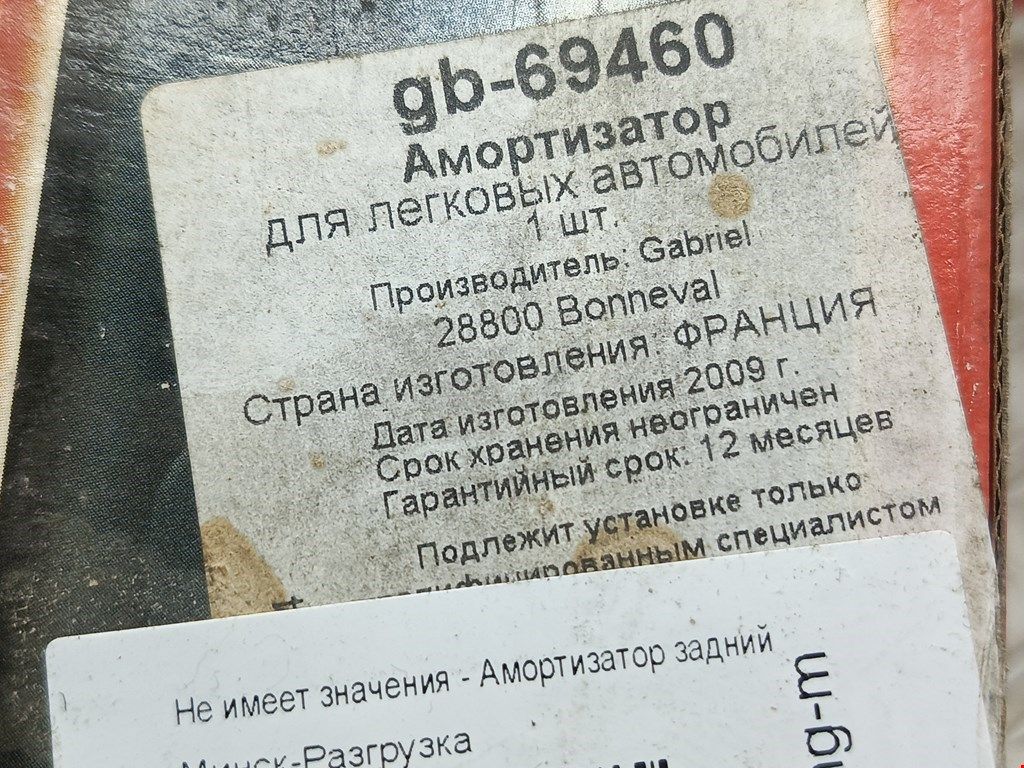 gb-69460
Амортизатор
для легковых автомобилей
1 шт.
Производитель: Gabriel
28800 Bonneval
Страна изготовления: ФРАНЦИЯ
Дата изготовления 2009 г.
Срок хранения неограничен
Гарантийный срок: 12 месяцев
Подлежит установке только
специалистом
Не имеет значения - Амортизатор задний
Минск-Разгрузка
ng-m